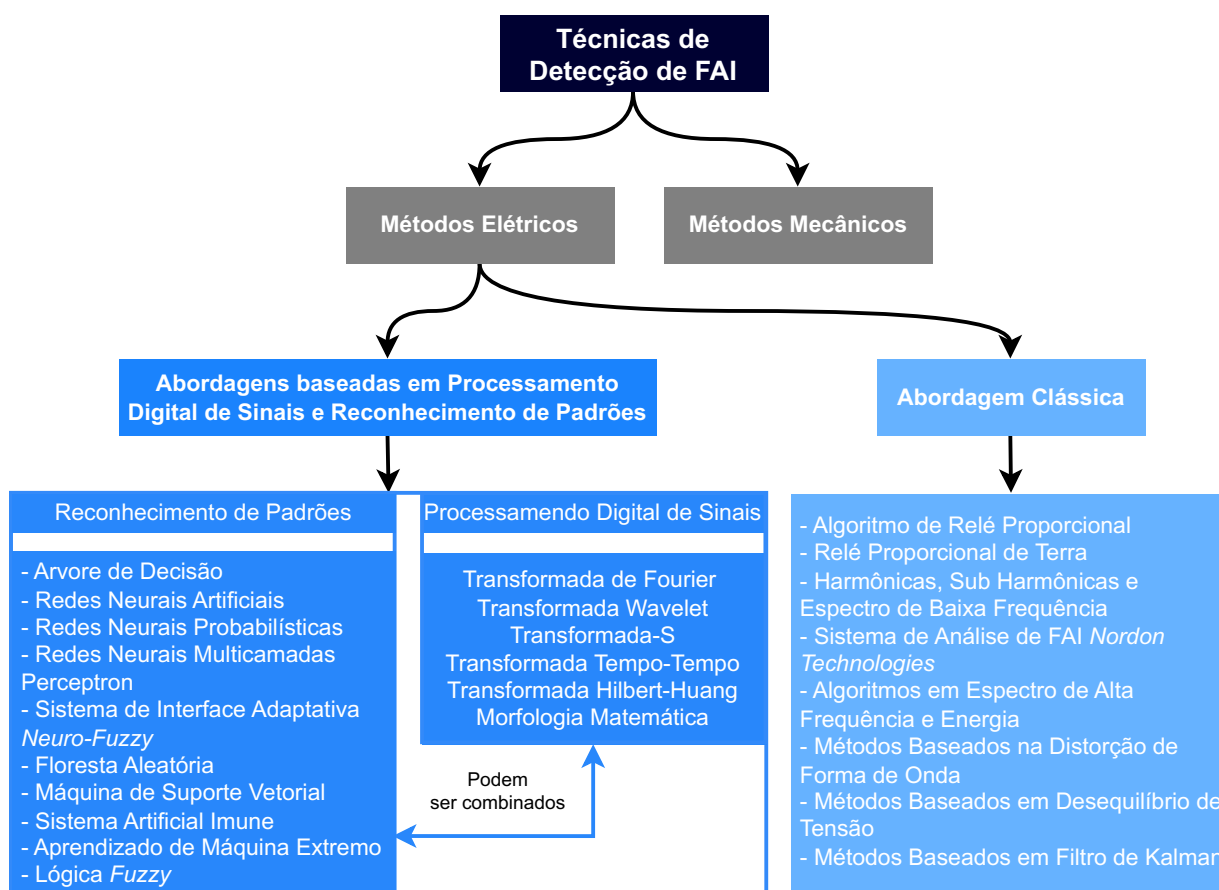 Técnicas de
Detecção de FAI
Métodos Elétricos
Métodos Mecânicos
Abordagens baseadas em Processamento
Digital de Sinais e Reconhecimento de Padrões
Abordagem Clássica
Reconhecimento de Padrões
- Arvore de Decisão
- Redes Neurais Artificiais
- Redes Neurais Probabilísticas
- Redes Neurais Multicamadas
Perceptron
- Sistema de Interface Adaptativa
Neuro-Fuzzy
- Floresta Aleatória
- Máquina de Suporte Vetorial
- Sistema Artificial Imune
- Aprendizado de Máquina Extremo
- Lógica Fuzzy
Processamendo Digital de Sinais
Transformada de Fourier
Transformada Wavelet
Transformada-S
Transformada Tempo-Tempo
Transformada Hilbert-Huang
Morfologia Matemática
Podem
ser combinados
- Algoritmo de Relé Proporcional
- Relé Proporcional de Terra
- Harmônicas, Sub Harmônicas e
Espectro de Baixa Frequência
- Sistema de Análise de FAI Nordon
Technologies
- Algoritmos em Espectro de Alta
Frequência e Energia
- Métodos Baseados na Distorção de
Forma de Onda
- Métodos Baseados em Desequilíbrio de
Tensão
- Métodos Baseados em Filtro de Kalman